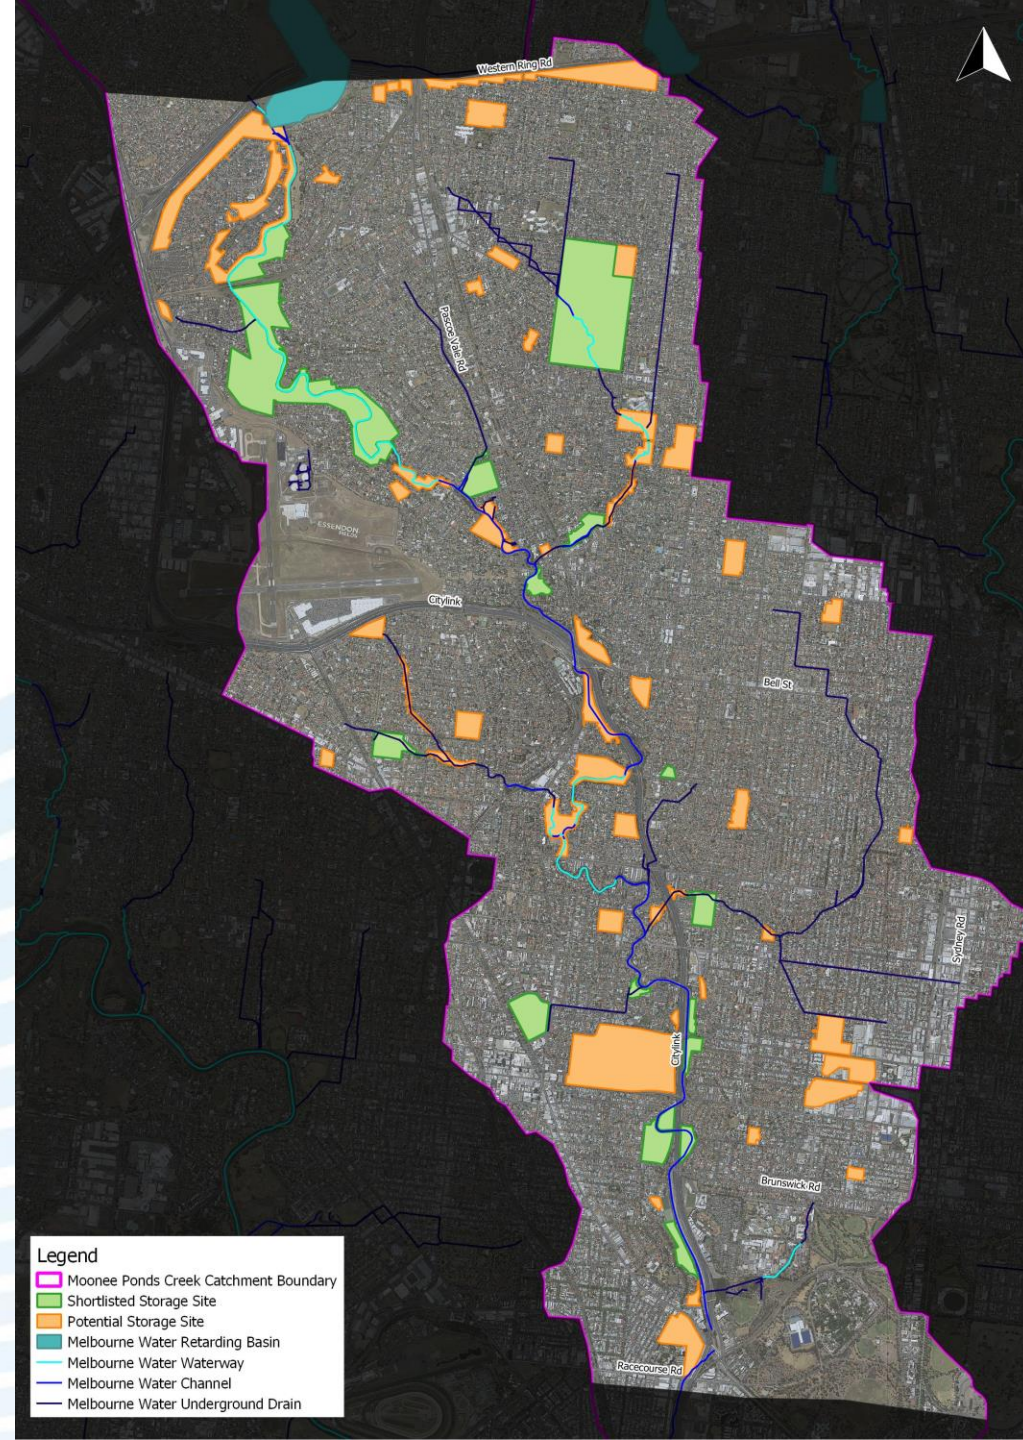 Western Ring Rd
Pascoe Vale Rd
ESSENDON
Citylink
Bell St
Sydney Rd
Citylink
Brunswick Rd
Racecourse Rd
Legend
Moonee Ponds Creek Catchment Boundary
Shortlisted Storage Site
Potential Storage Site
Melbourne Water Retarding Basin
Melbourne Water Waterway
Melbourne Water Channel
Melbourne Water Underground Drain